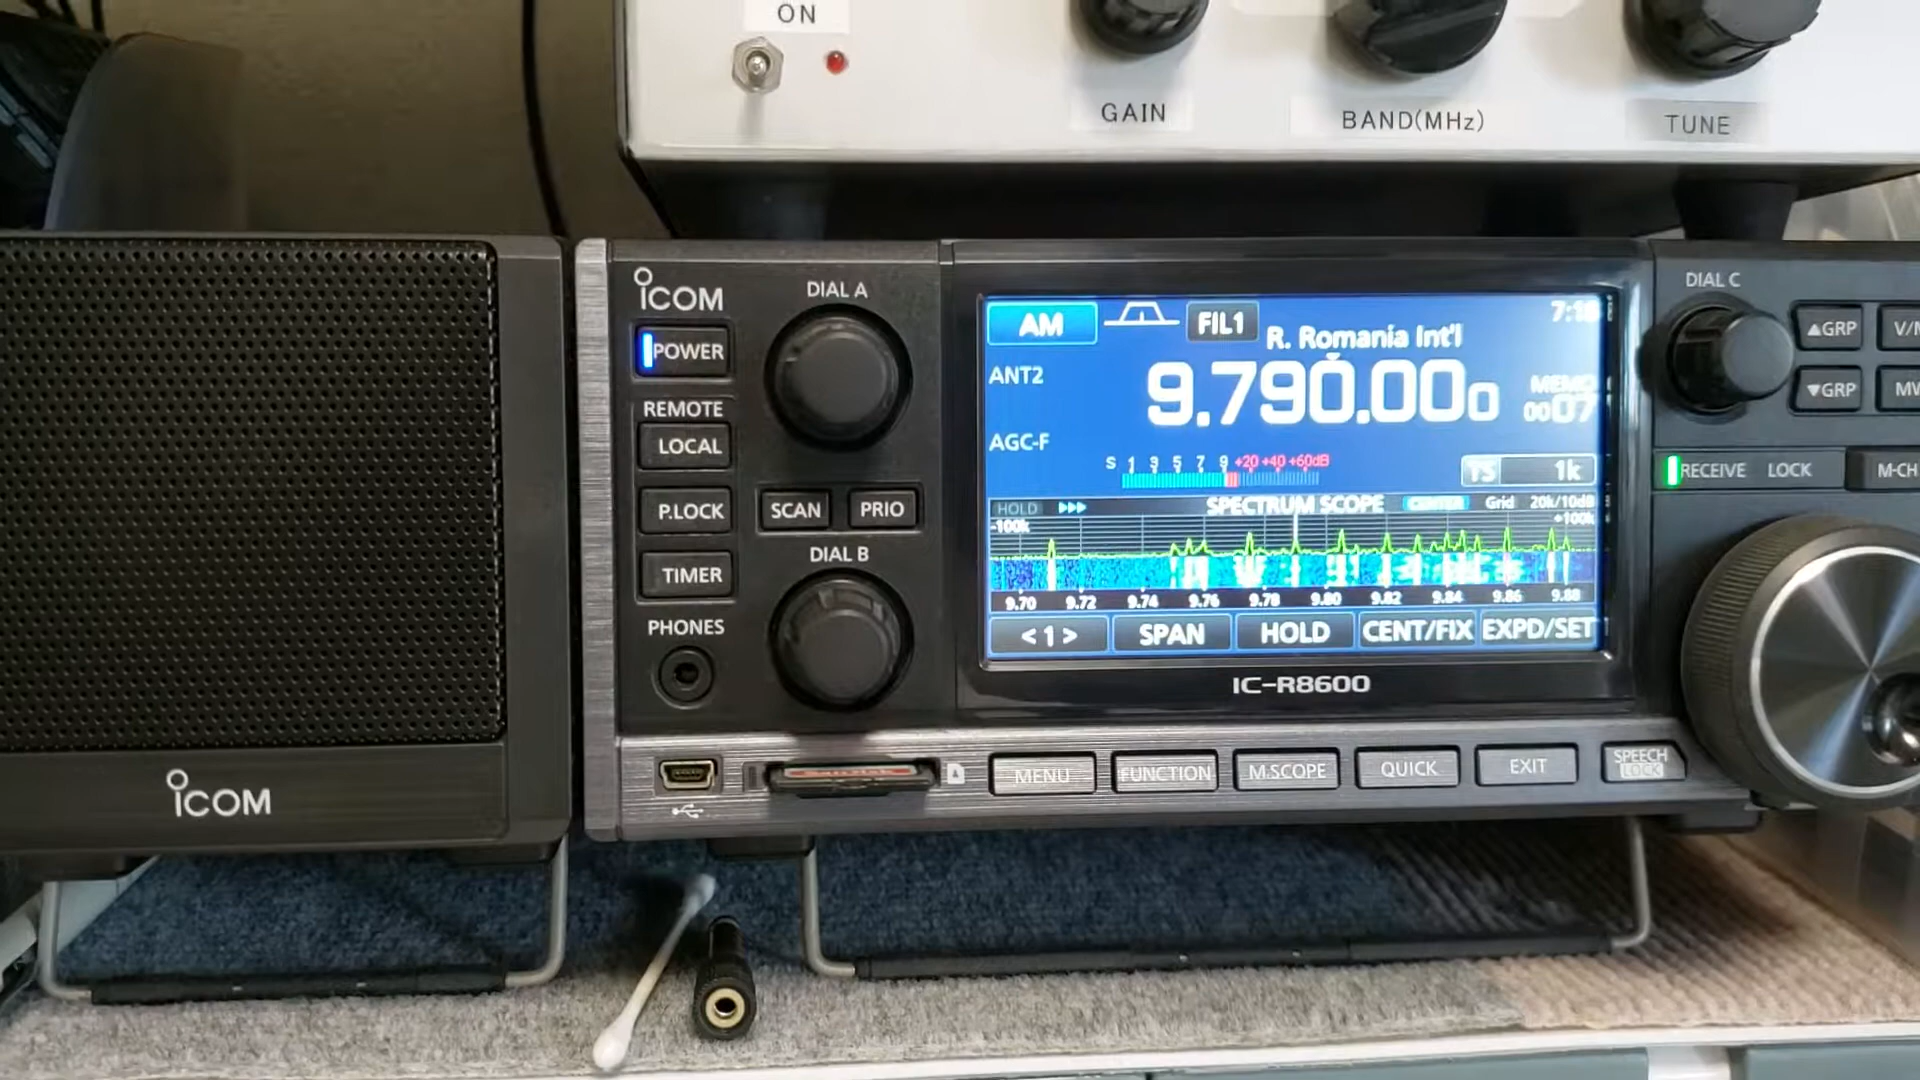 ON
GAIN
BAND(MHz)
TUNE
ICOM
POWER
REMOTE
LOCAL
P.LOCK
TIMER
PHONES
DIAL A
SCAN
PRIO
DIAL B
AM
FIL1
R. Romania Int'l
ANT2
9.790.000
0007
AGC-F
S 1 3 5 7 9 +20 +40 +60dB
TS 1k
HOLD
SPECTRUM SCOPE
CENTER
Grid
20k/10dB
-100k
+100k
9.70 9.72 9.74 9.76 9.78 9.80 9.82 9.84 9.86 9.88
<1>
SPAN
HOLD
CENT/FIX
EXPD/SET
IC-R8600
DIAL C
▲GRP
▼GRP
RECEIVE
LOCK
M-CH
SanDisk
MENU
FUNCTION
M.SCOPE
QUICK
EXIT
SPEECH
LOCK
ICOM